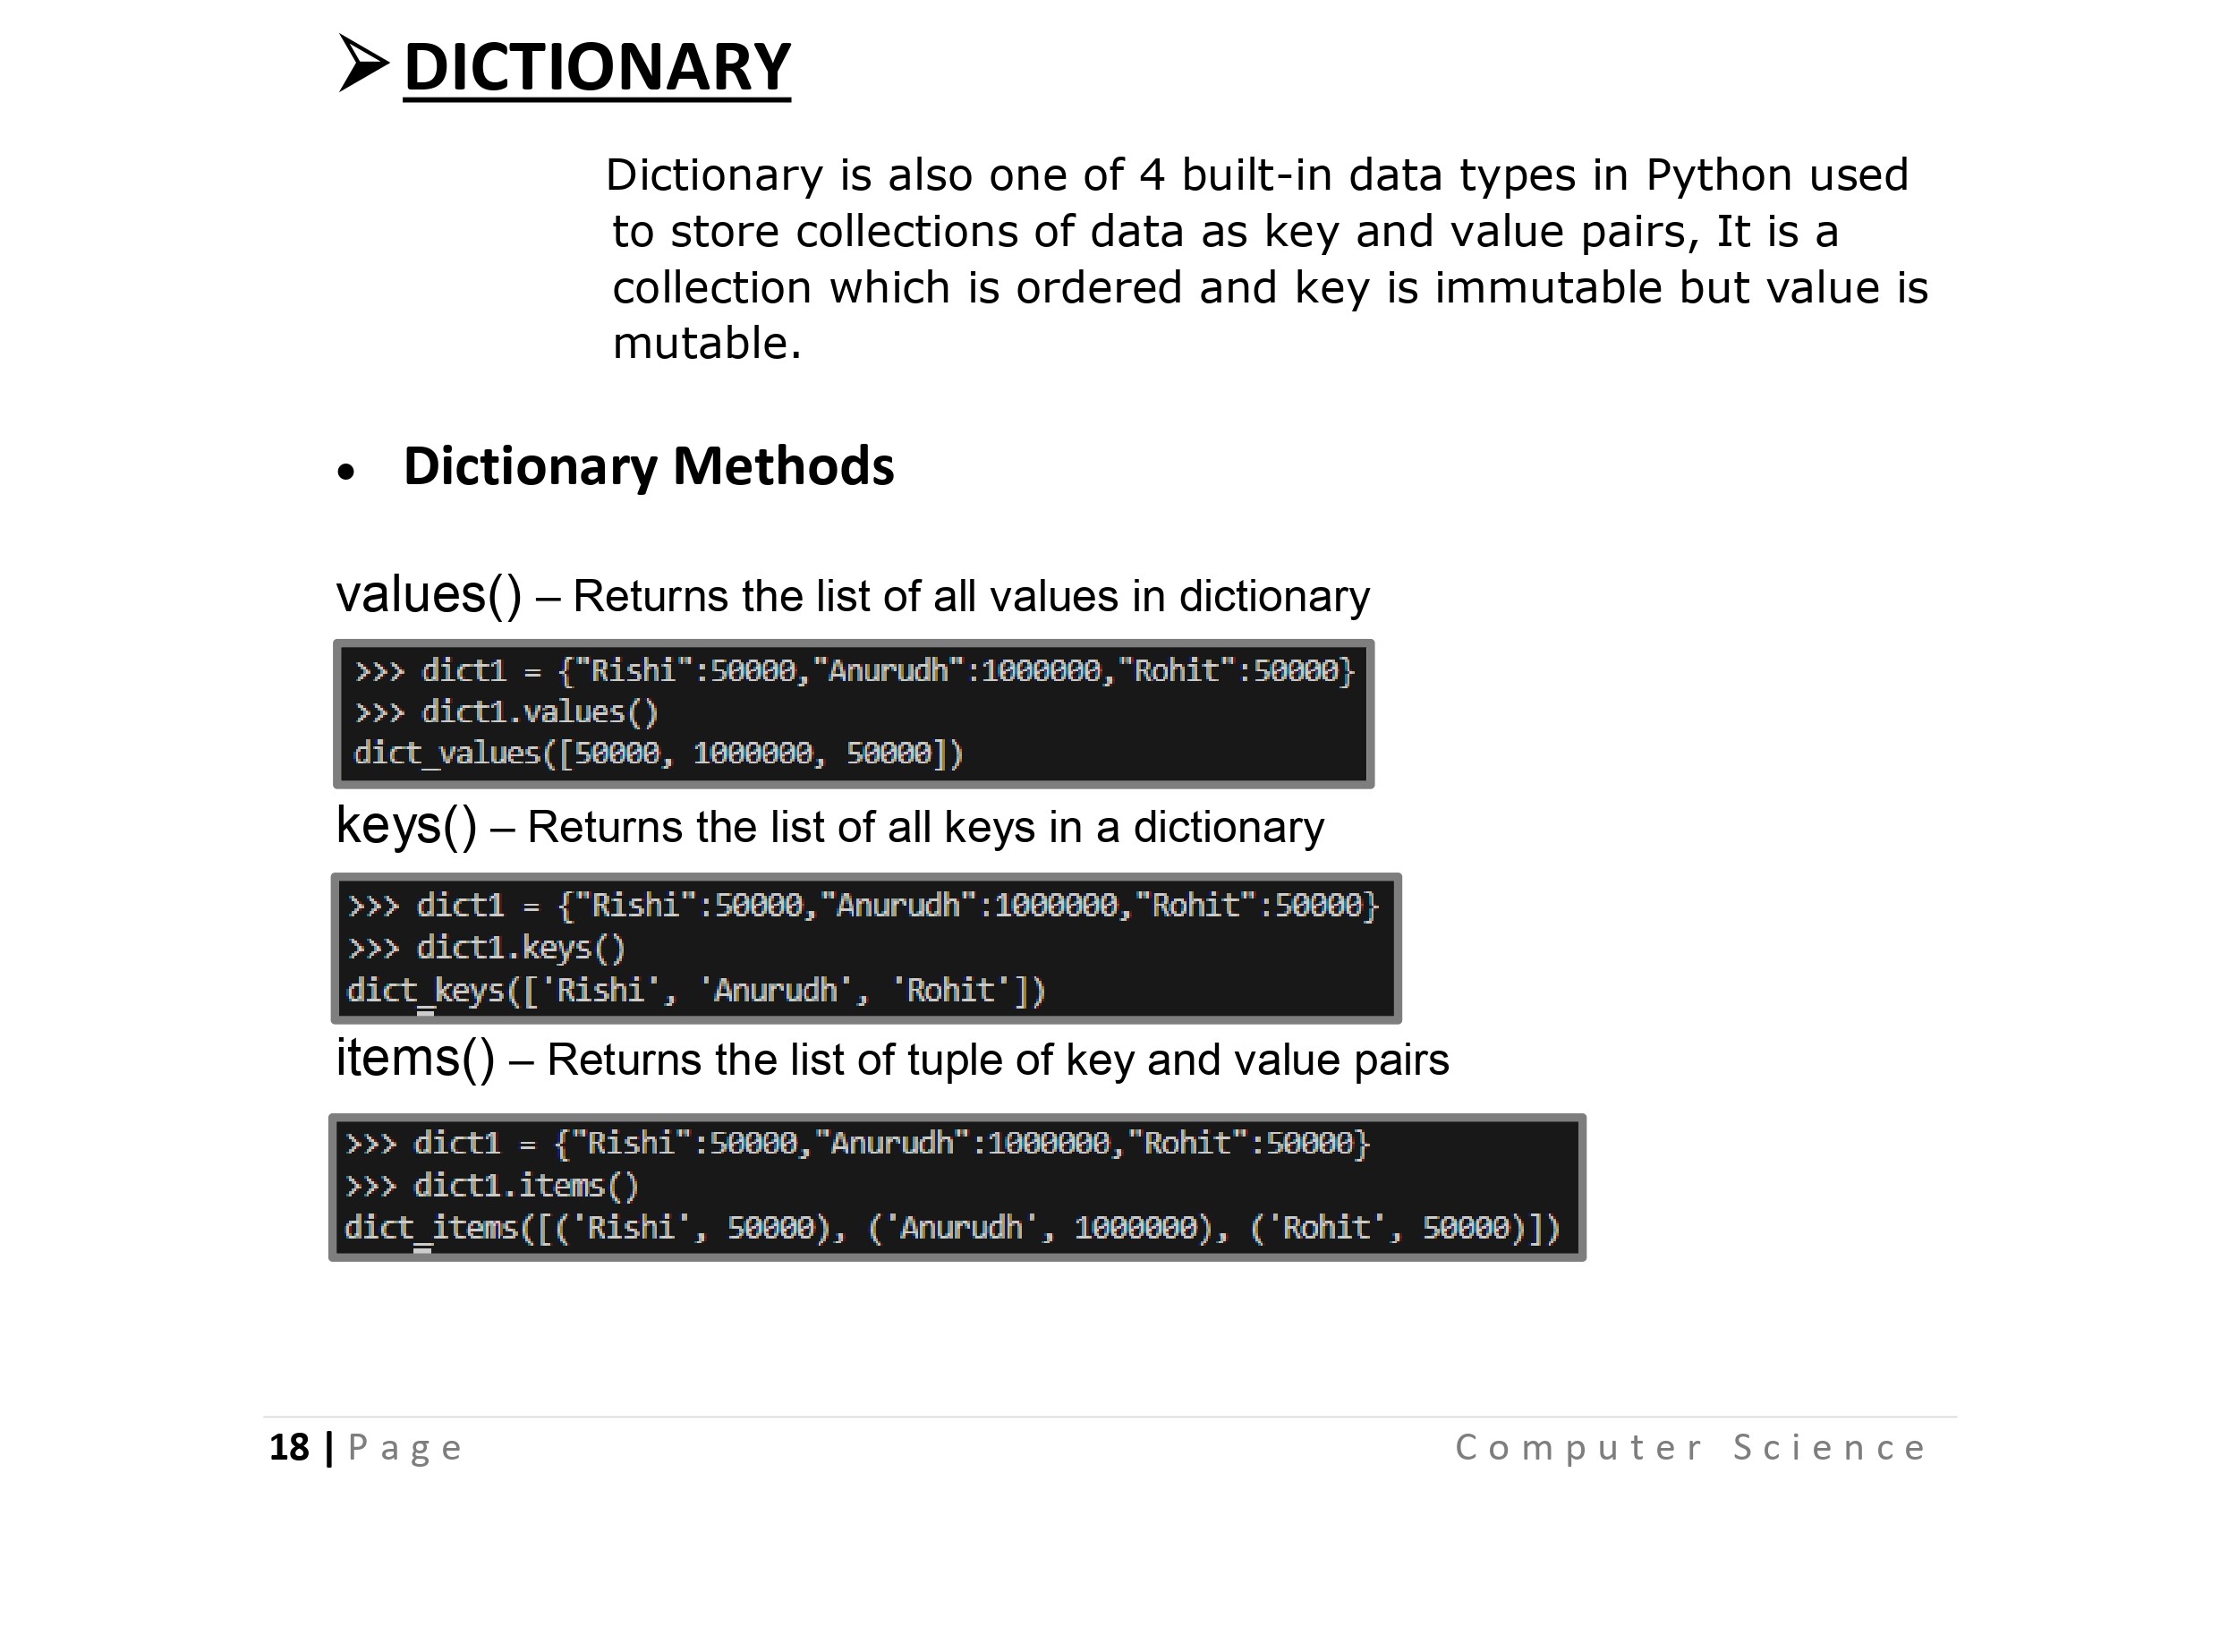 DICTIONARY
Dictionary is also one of 4 built-in data types in Python used
to store collections of data as key and value pairs, It is a
collection which is ordered and key is immutable but value is
mutable.
• Dictionary Methods
values() – Returns the list of all values in dictionary
>>> dict1 = {"Rishi":50000,"Anurudh":1000000,"Rohit":50000}
>>> dict1.values()
dict_values([50000, 1000000, 50000])
keys() – Returns the list of all keys in a dictionary
>>> dict1 = {"Rishi":50000,"Anurudh":1000000,"Rohit":50000}
>>> dict1.keys()
dict_keys(['Rishi', 'Anurudh', 'Rohit'])
items() – Returns the list of tuple of key and value pairs
>>> dict1 = {"Rishi":50000,"Anurudh":1000000,"Rohit":50000}
>>> dict1.items()
dict_items([('Rishi', 50000), ('Anurudh', 1000000), ('Rohit', 50000)])
18 | Page Computer Science